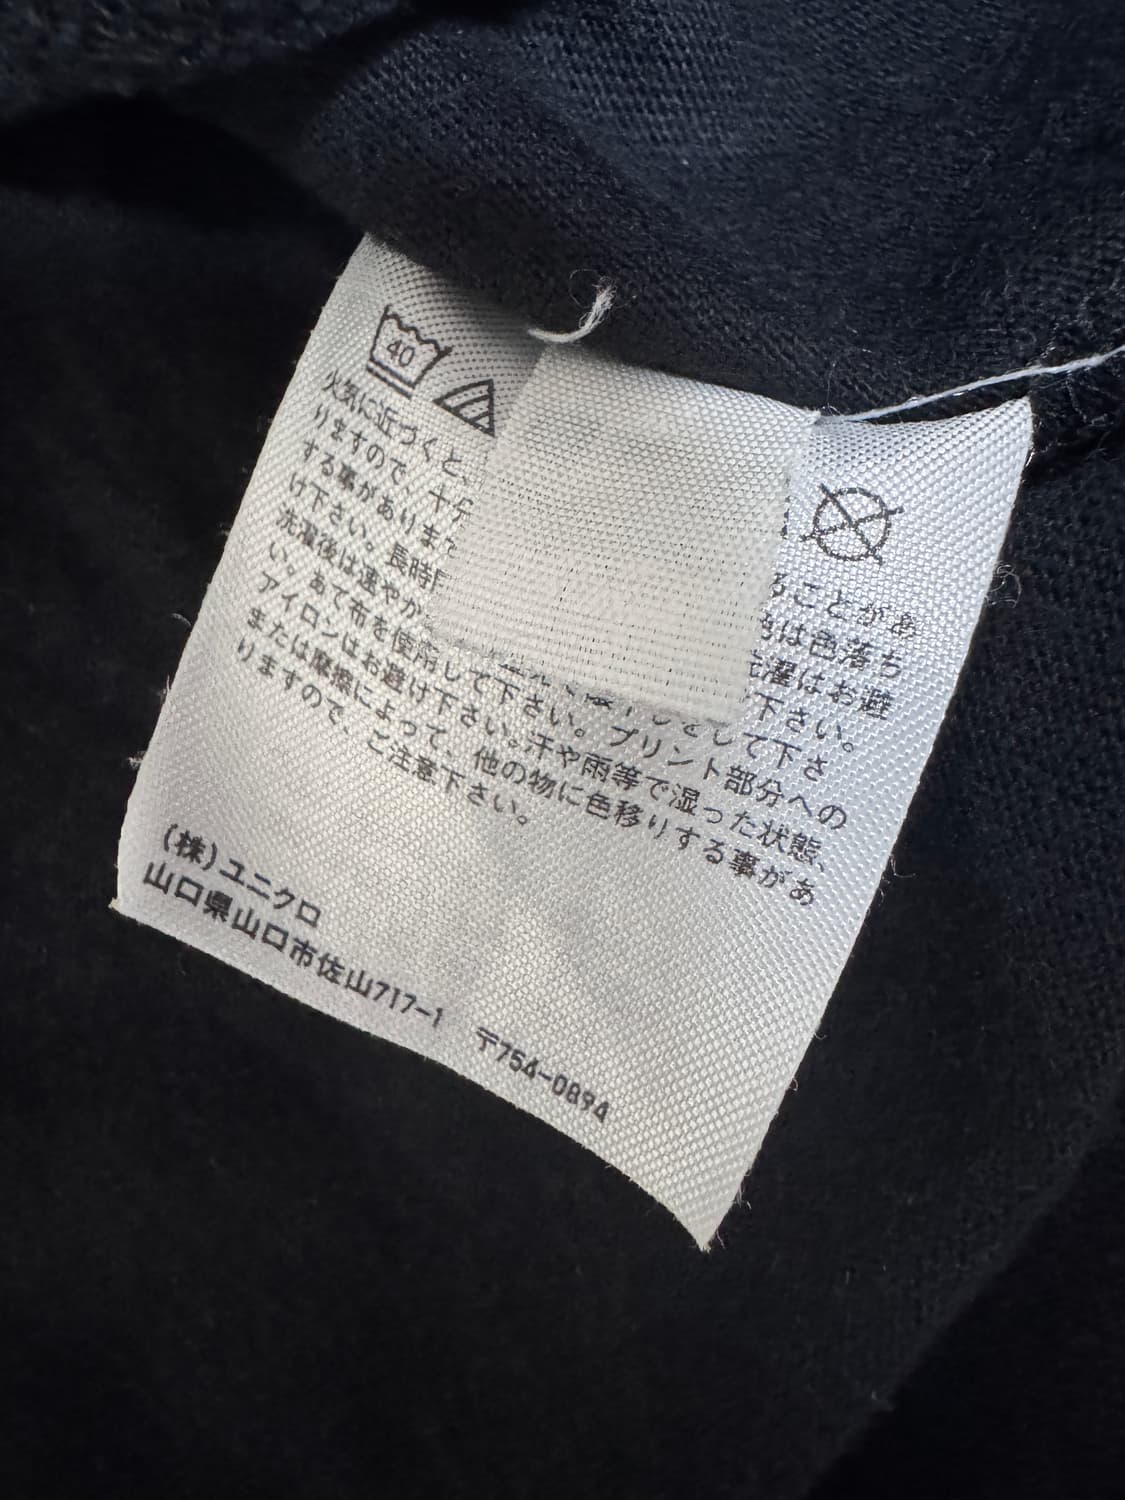 40
火気に近づくと、 ることがあ
りますので、十分 色は色落ち
する事がありま 洗濯はお避
け下さい。長時 下さい。
洗濯後は速やか をして下さ
い。あて布を使用して下さい。プリント部分への
アイロンはお避け下さい。汗や雨等で湿った状態、
または摩擦によって、他の物に色移りする事があ
りますので、ご注意下さい。
(株)ユニクロ
山口県山口市佐山717-1 〒754-0894